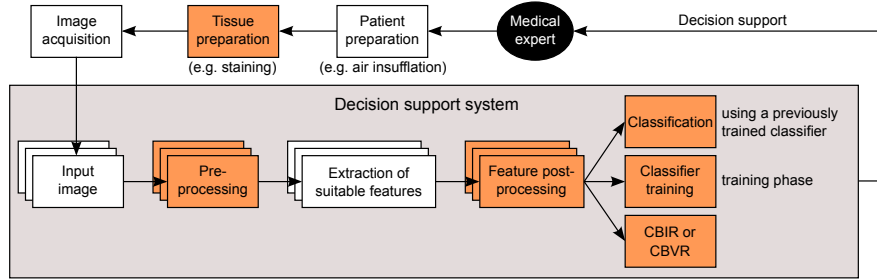 Image
acquisition
Tissue
preparation
(e.g. staining)
Patient
preparation
(e.g. air insufflation)
Medical
expert
Decision support
Decision support system
Input
image
Pre-
processing
Extraction of
suitable features
Feature post-
processing
Classification
using a previously
trained classifier
Classifier
training
training phase
CBIR or
CBVR